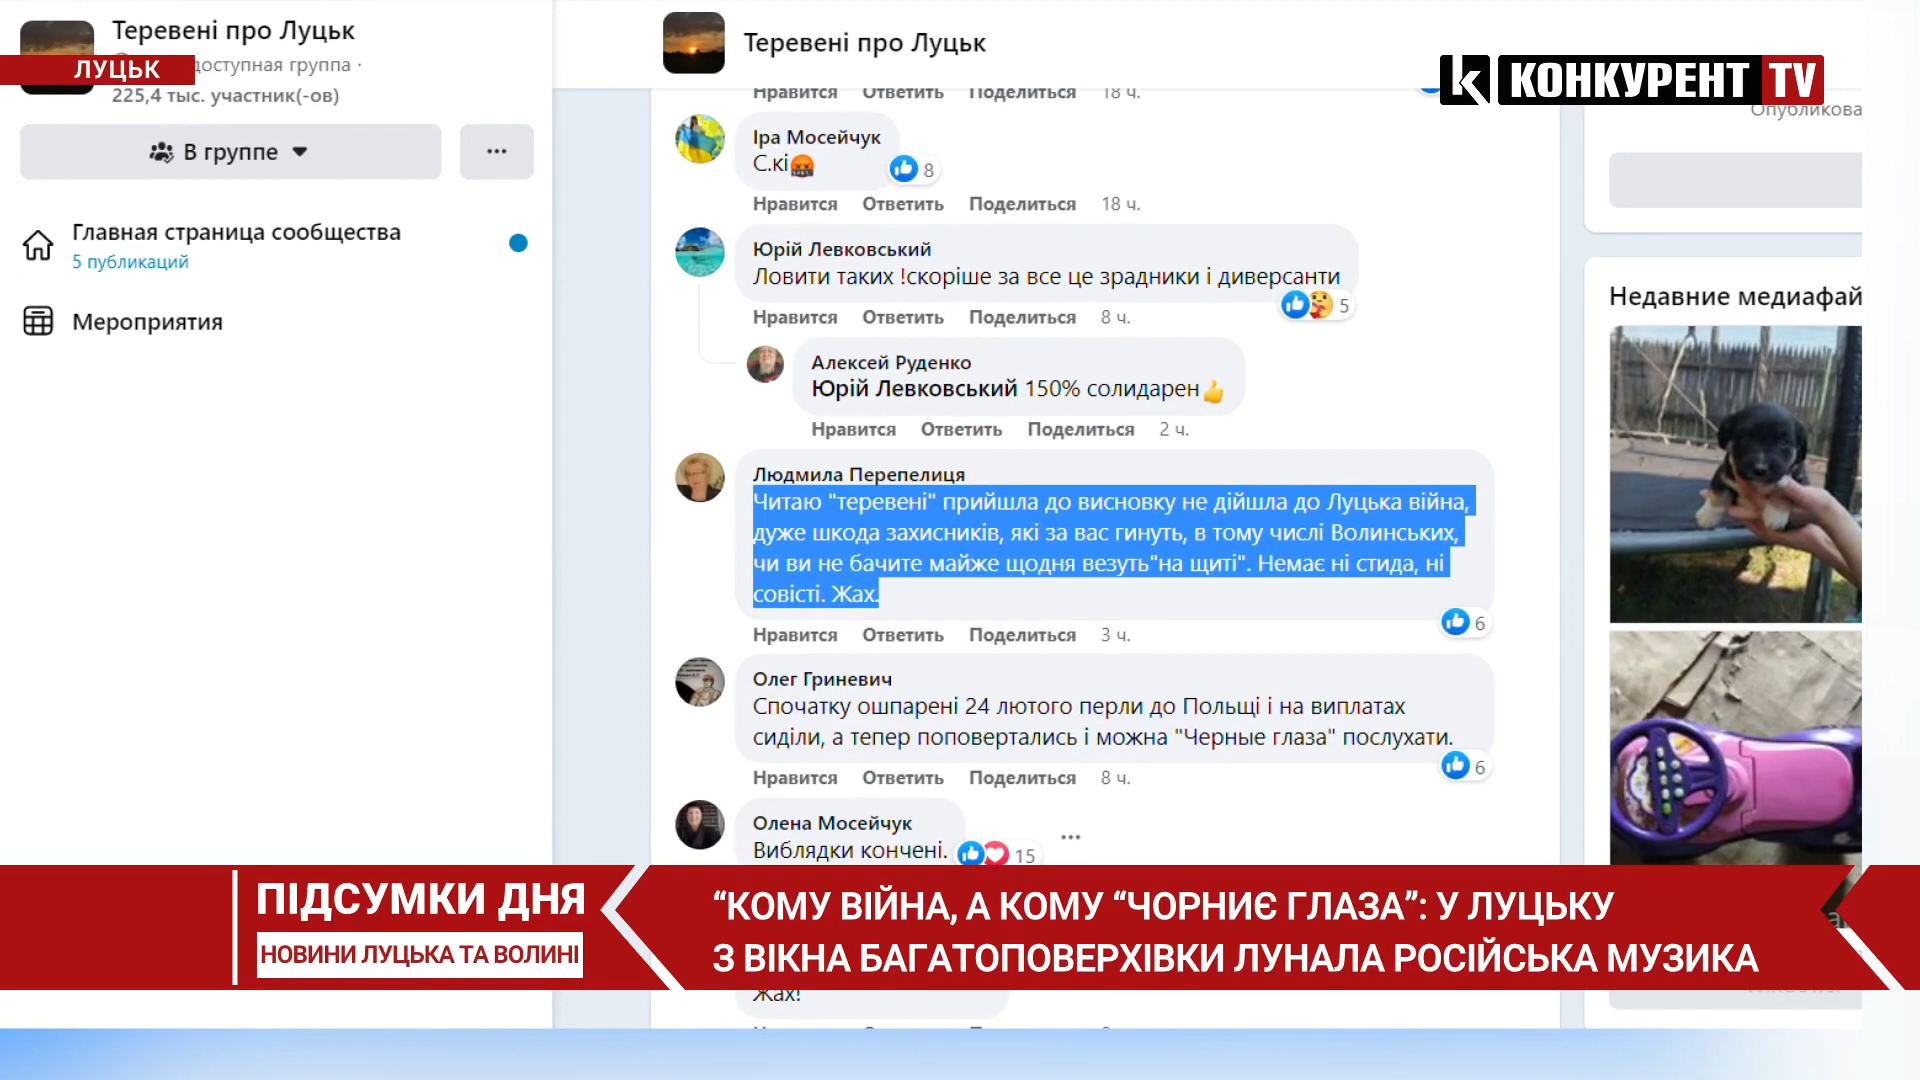 Теревені про Луцьк
ЛУЦЬК
доступная группа ·
225,4 тыс. участник(-ов)
В группе
Главная страница сообщества
5 публикаций
Мероприятия
Теревені про Луцьк
КОНКУРЕНТ TV
Нравится Ответить Поделиться 18 ч.
Іра Мосейчук
С.кі
8
Нравится Ответить Поделиться 18 ч.
Юрій Левковський
Ловити таких !скоріше за все це зрадники і диверсанти
5
Нравится Ответить Поделиться 8 ч.
Алексей Руденко
Юрій Левковський 150% солидарен
Нравится Ответить Поделиться 2 ч.
Людмила Перепелиця
Читаю "теревені" прийшла до висновку не дійшла до Луцька війна,
дуже шкода захисників, які за вас гинуть, в тому числі Волинських,
чи ви не бачите майже щодня везуть"на щиті". Немає ні стида, ні
совісті. Жах.
6
Нравится Ответить Поделиться 3 ч.
Олег Гриневич
Спочатку ошпарені 24 лютого перли до Польщі і на виплатах
сиділи, а тепер поповертались і можна "Черные глаза" послухати.
6
Нравится Ответить Поделиться 8 ч.
Олена Мосейчук
Виблядки кончені.
15
Жах!
Опубликова
Недавние медиафай
ПІДСУМКИ ДНЯ
НОВИНИ ЛУЦЬКА ТА ВОЛИНІ
“КОМУ ВІЙНА, А КОМУ “ЧОРНИЄ ГЛАЗА”: У ЛУЦЬКУ
З ВІКНА БАГАТОПОВЕРХІВКИ ЛУНАЛА РОСІЙСЬКА МУЗИКА